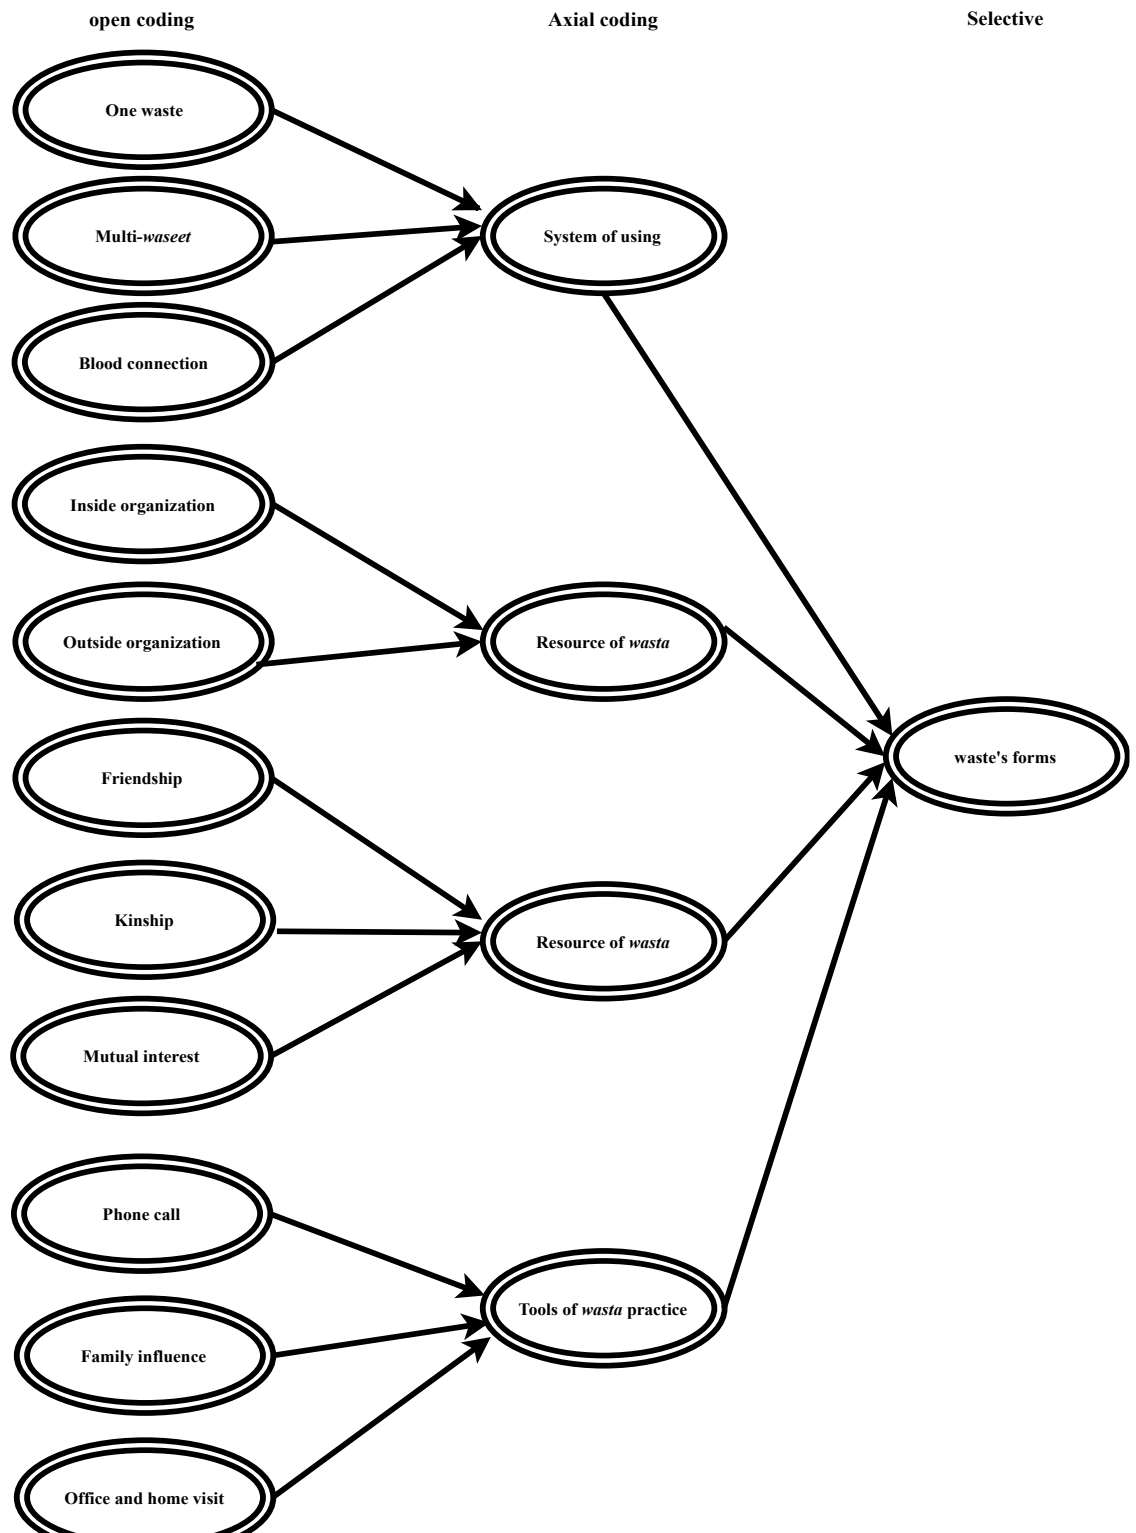 open coding
Axial coding
Selective
One waste
Multi-waseet
Blood connection
System of using
Inside organization
Outside organization
Resource of wasta
Friendship
Kinship
Mutual interest
Resource of wasta
Phone call
Family influence
Office and home visit
Tools of wasta practice
waste's forms